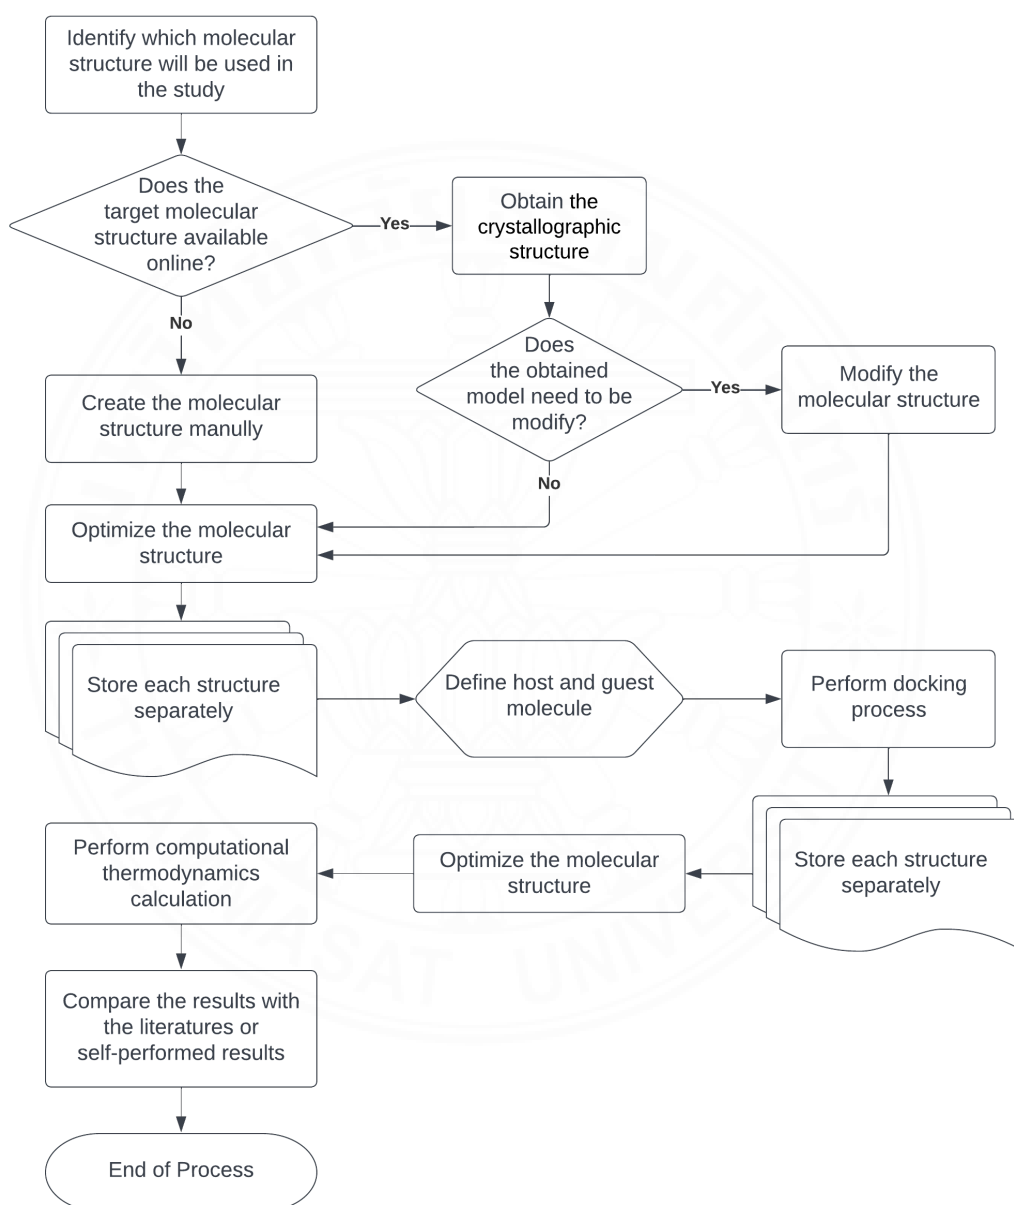 Identify which molecular
structure will be used in
the study
Does the
target molecular
structure available
online?
Yes
Obtain the
crystallographic
structure
No
Does
the obtained
model need to be
modify?
Yes
Modify the
molecular structure
Create the molecular
structure manully
No
Optimize the molecular
structure
Store each structure
separately
Define host and guest
molecule
Perform docking
process
Store each structure
separately
Optimize the molecular
structure
Perform computational
thermodynamics
calculation
Compare the results with
the literatures or
self-performed results
End of Process
THAMMASAT UNIVERSITY